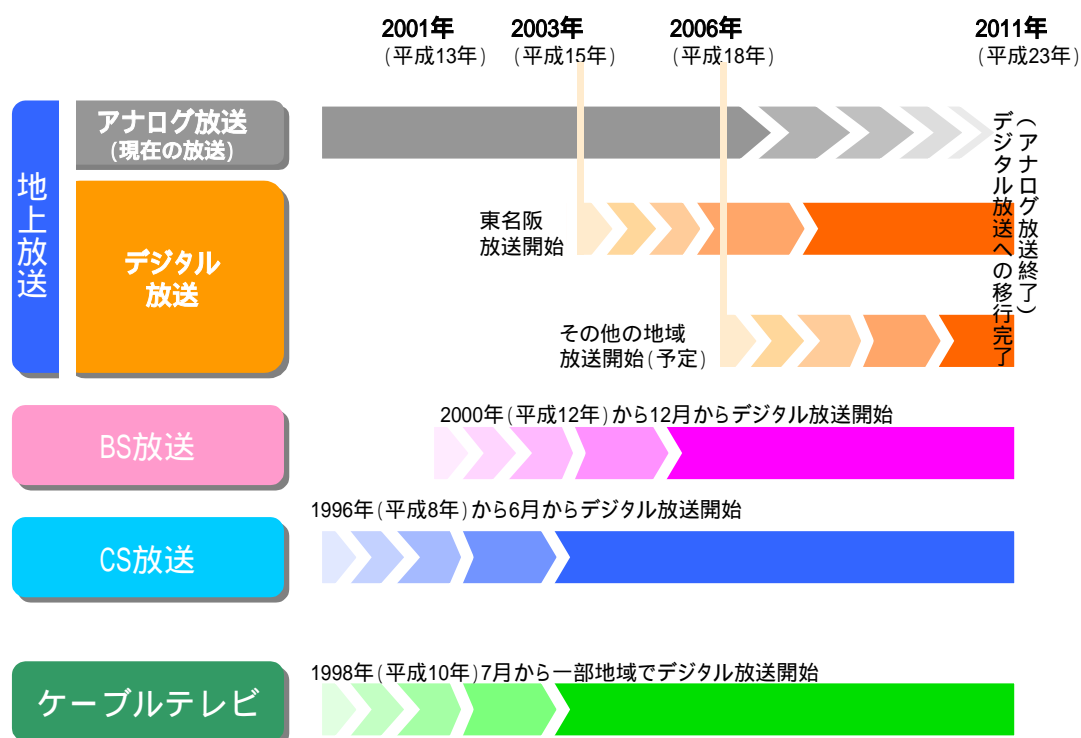 2001年 2003年 2006年 2011年
(平成13年) (平成15年) (平成18年) (平成23年)
地上放送
アナログ放送
(現在の放送)
デジタル
放送
東名阪
放送開始
その他の地域
放送開始(予定)
(アナログ放送終了)
デジタル放送への移行完了
BS放送
2000年(平成12年)から12月からデジタル放送開始
CS放送
1996年(平成8年)から6月からデジタル放送開始
ケーブルテレビ
1998年(平成10年)7月から一部地域でデジタル放送開始